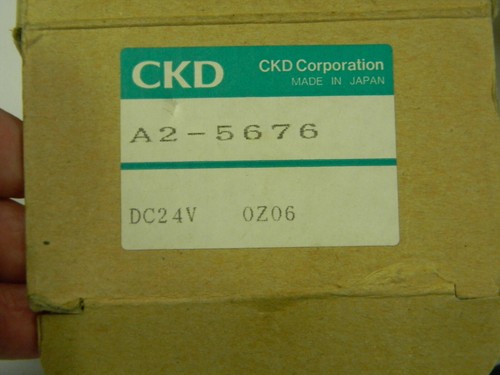 CKD CKD Corporation
MADE IN JAPAN
A2-5676
DC24V 0Z06